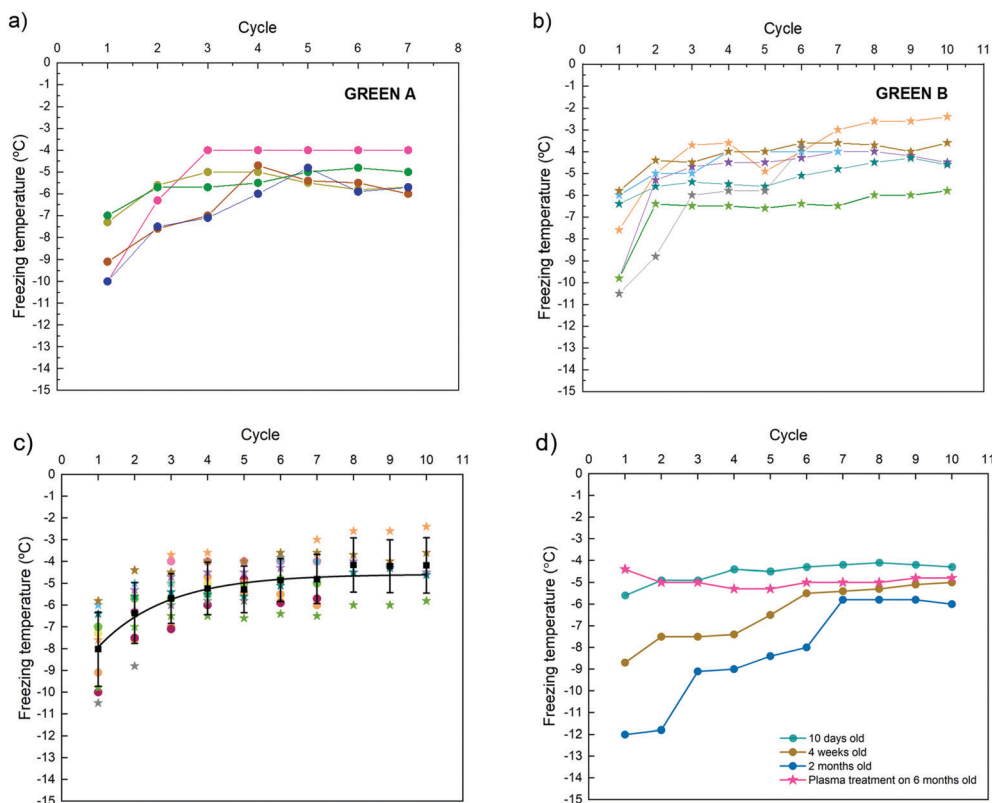 a)
Cycle
0 1 2 3 4 5 6 7 8
0
-1
-2
-3
-4
-5
-6
-7
-8
-9
-10
-11
-12
-13
-14
-15
Freezing temperature (ºC)
GREEN A
b)
Cycle
0 1 2 3 4 5 6 7 8 9 10 11
0
-1
-2
-3
-4
-5
-6
-7
-8
-9
-10
-11
-12
-13
-14
-15
Freezing temperature (ºC)
GREEN B
c)
Cycle
0 1 2 3 4 5 6 7 8 9 10 11
0
-1
-2
-3
-4
-5
-6
-7
-8
-9
-10
-11
-12
-13
-14
-15
Freezing temperature (ºC)
d)
Cycle
0 1 2 3 4 5 6 7 8 9 10 11
0
-1
-2
-3
-4
-5
-6
-7
-8
-9
-10
-11
-12
-13
-14
-15
Freezing temperature (ºC)
10 days old
4 weeks old
2 months old
Plasma treatment on 6 months old